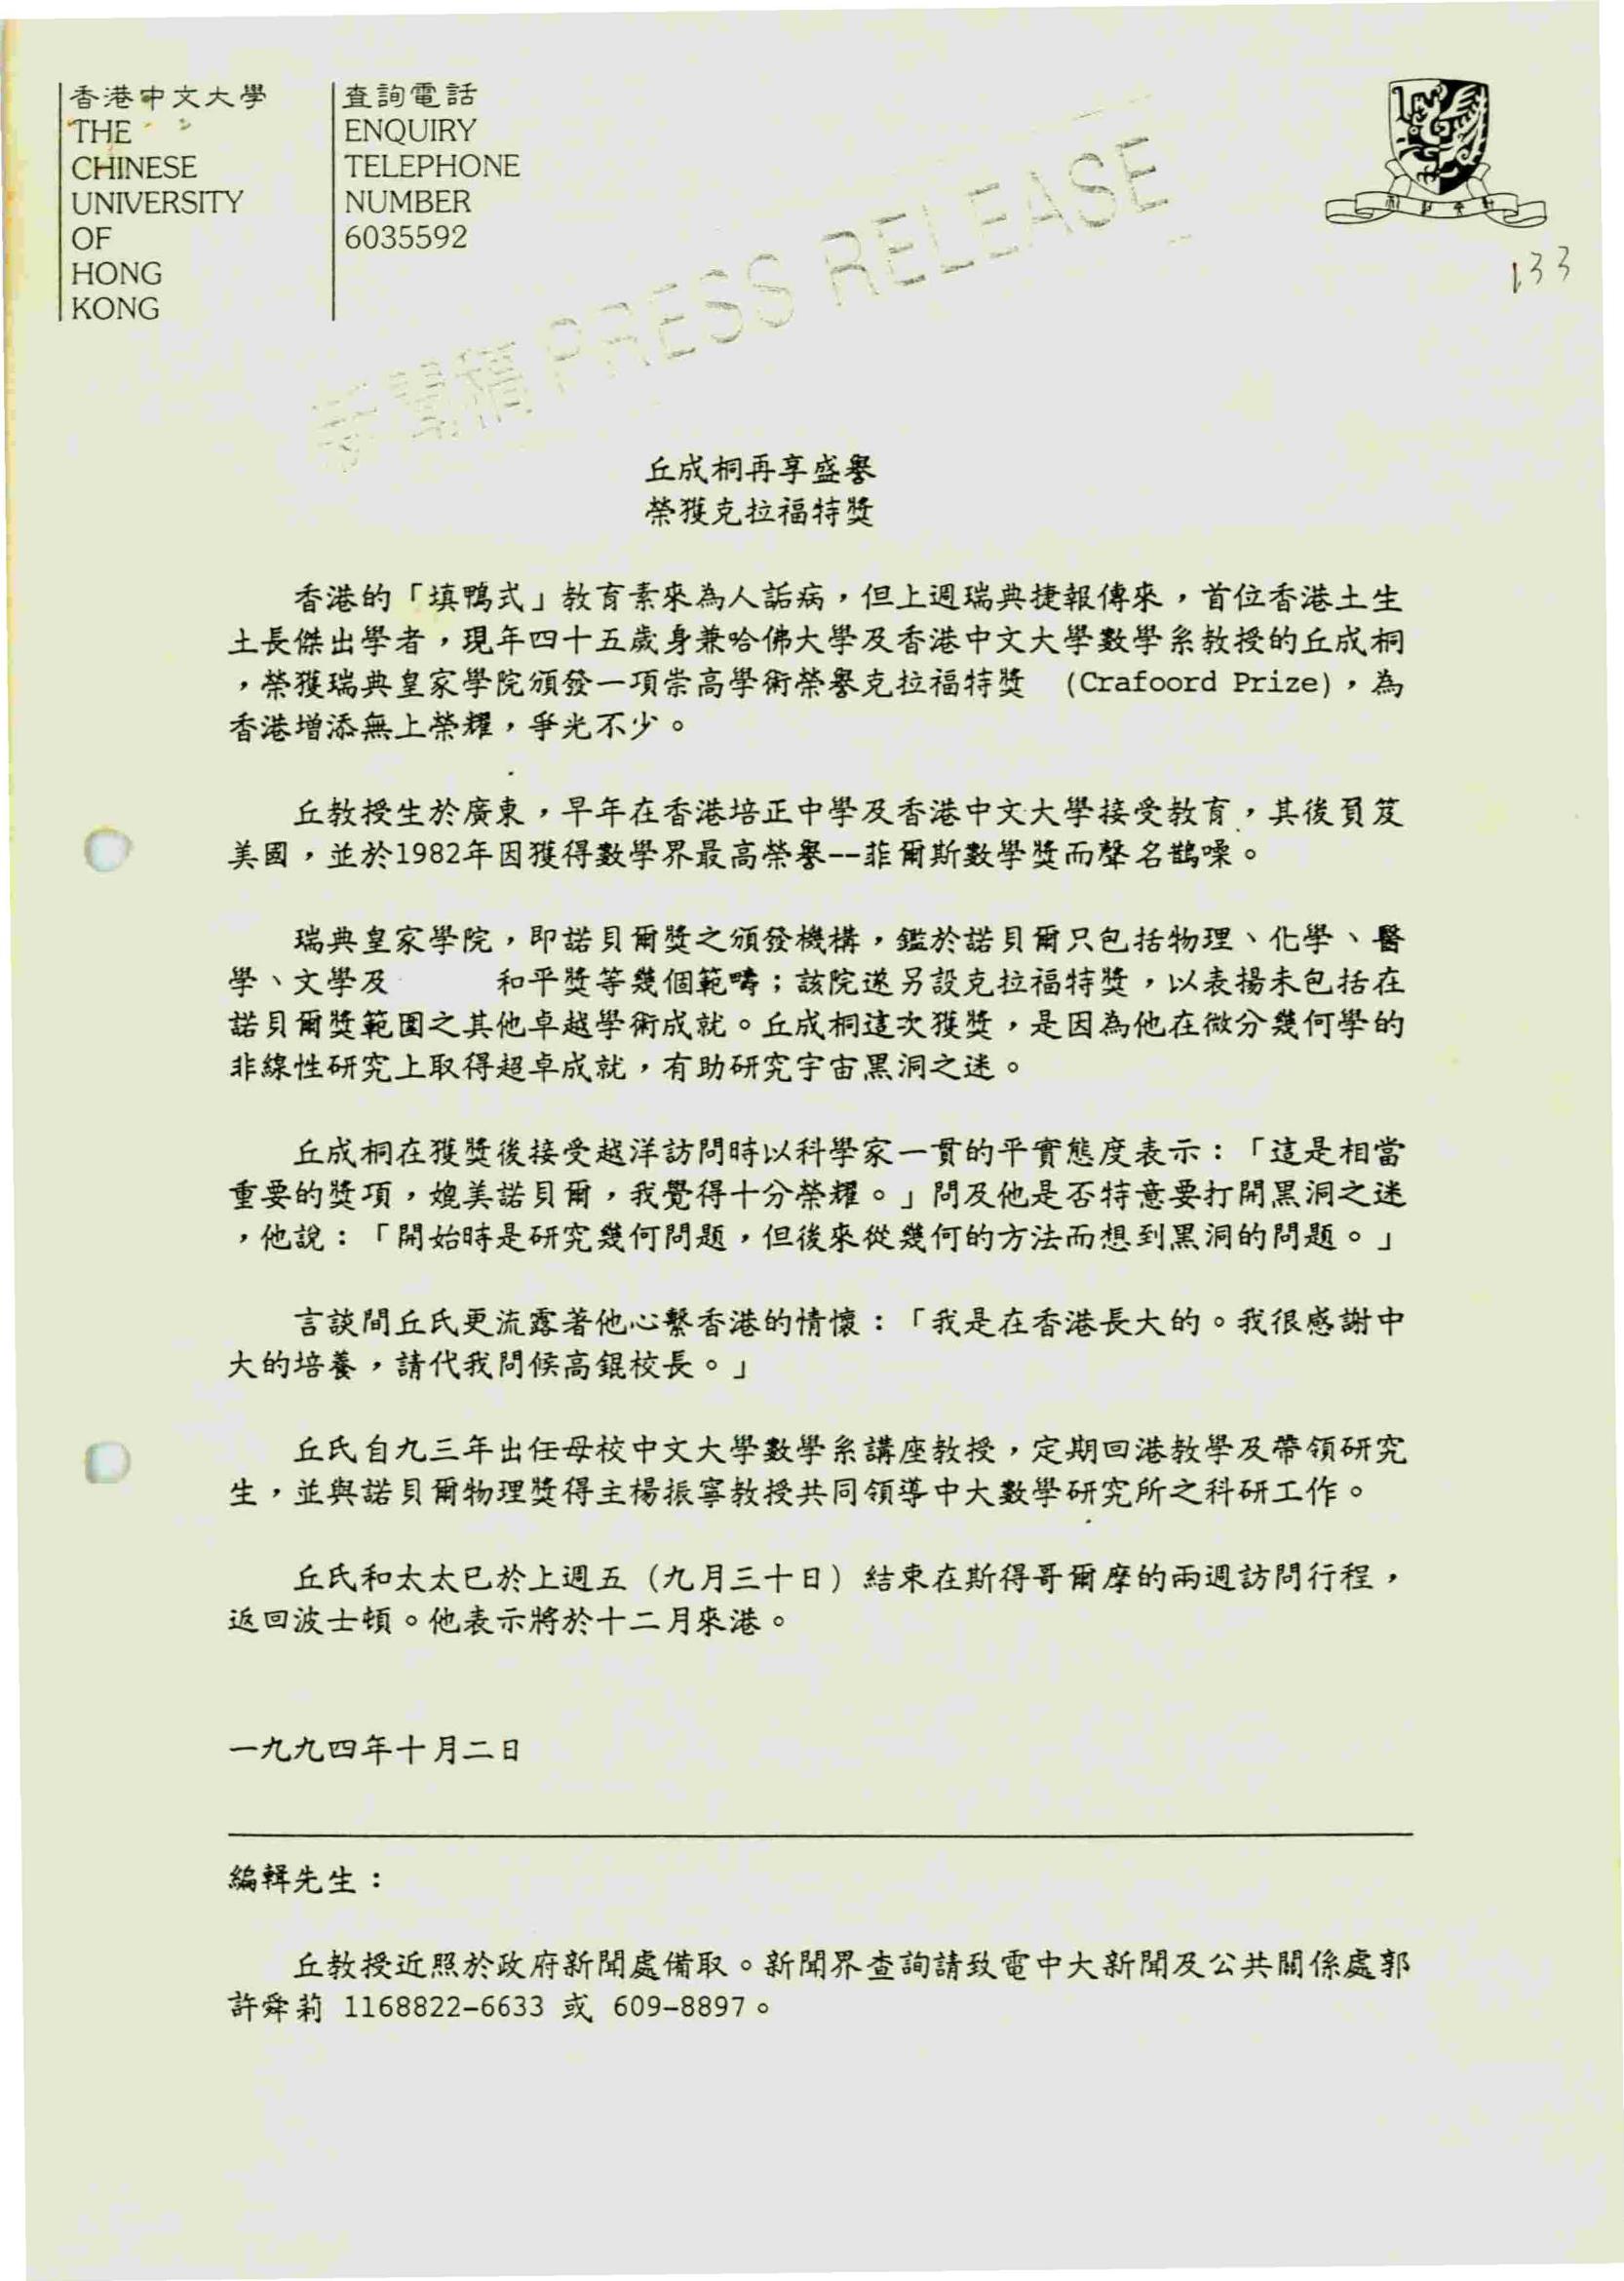 香港中文大學
THE
CHINESE
UNIVERSITY
OF
HONG
KONG
查詢電話
ENQUIRY
TELEPHONE
NUMBER
6035592
133
新聞稿 PRESS RELEASE
丘成桐再享盛譽
榮獲克拉福特獎
香港的「填鴨式」教育素來為人詬病，但上週瑞典捷報傳來，首位香港土生
土長傑出學者，現年四十五歲身兼哈佛大學及香港中文大學數學系教授的丘成桐
，榮獲瑞典皇家學院頒發一項崇高學術榮譽克拉福特獎 (Crafoord Prize)，為
香港增添無上榮耀，爭光不少。
丘教授生於廣東，早年在香港培正中學及香港中文大學接受教育，其後負笈
美國，並於1982年因獲得數學界最高榮譽--菲爾斯數學獎而聲名鵲噪。
瑞典皇家學院，即諾貝爾獎之頒發機構，鑑於諾貝爾只包括物理、化學、醫
學、文學及 和平獎等幾個範疇；該院遂另設克拉福特獎，以表揚未包括在
諾貝爾獎範圍之其他卓越學術成就。丘成桐這次獲獎，是因為他在微分幾何學的
非線性研究上取得超卓成就，有助研究宇宙黑洞之迷。
丘成桐在獲獎後接受越洋訪問時以科學家一貫的平實態度表示：「這是相當
重要的獎項，媲美諾貝爾，我覺得十分榮耀。」問及他是否特意要打開黑洞之迷
，他說：「開始時是研究幾何問題，但後來從幾何的方法而想到黑洞的問題。」
言談間丘氏更流露著他心繫香港的情懷：「我是在香港長大的。我很感謝中
大的培養，請代我問候高錕校長。」
丘氏自九三年出任母校中文大學數學系講座教授，定期回港教學及帶領研究
生，並與諾貝爾物理獎得主楊振寧教授共同領導中大數學研究所之科研工作。
丘氏和太太已於上週五（九月三十日）結束在斯得哥爾摩的兩週訪問行程，
返回波士頓。他表示將於十二月來港。
一九九四年十月二日
編輯先生：
丘教授近照於政府新聞處備取。新聞界查詢請致電中大新聞及公共關係處郭
許舜莉 1168822-6633 或 609-8897。